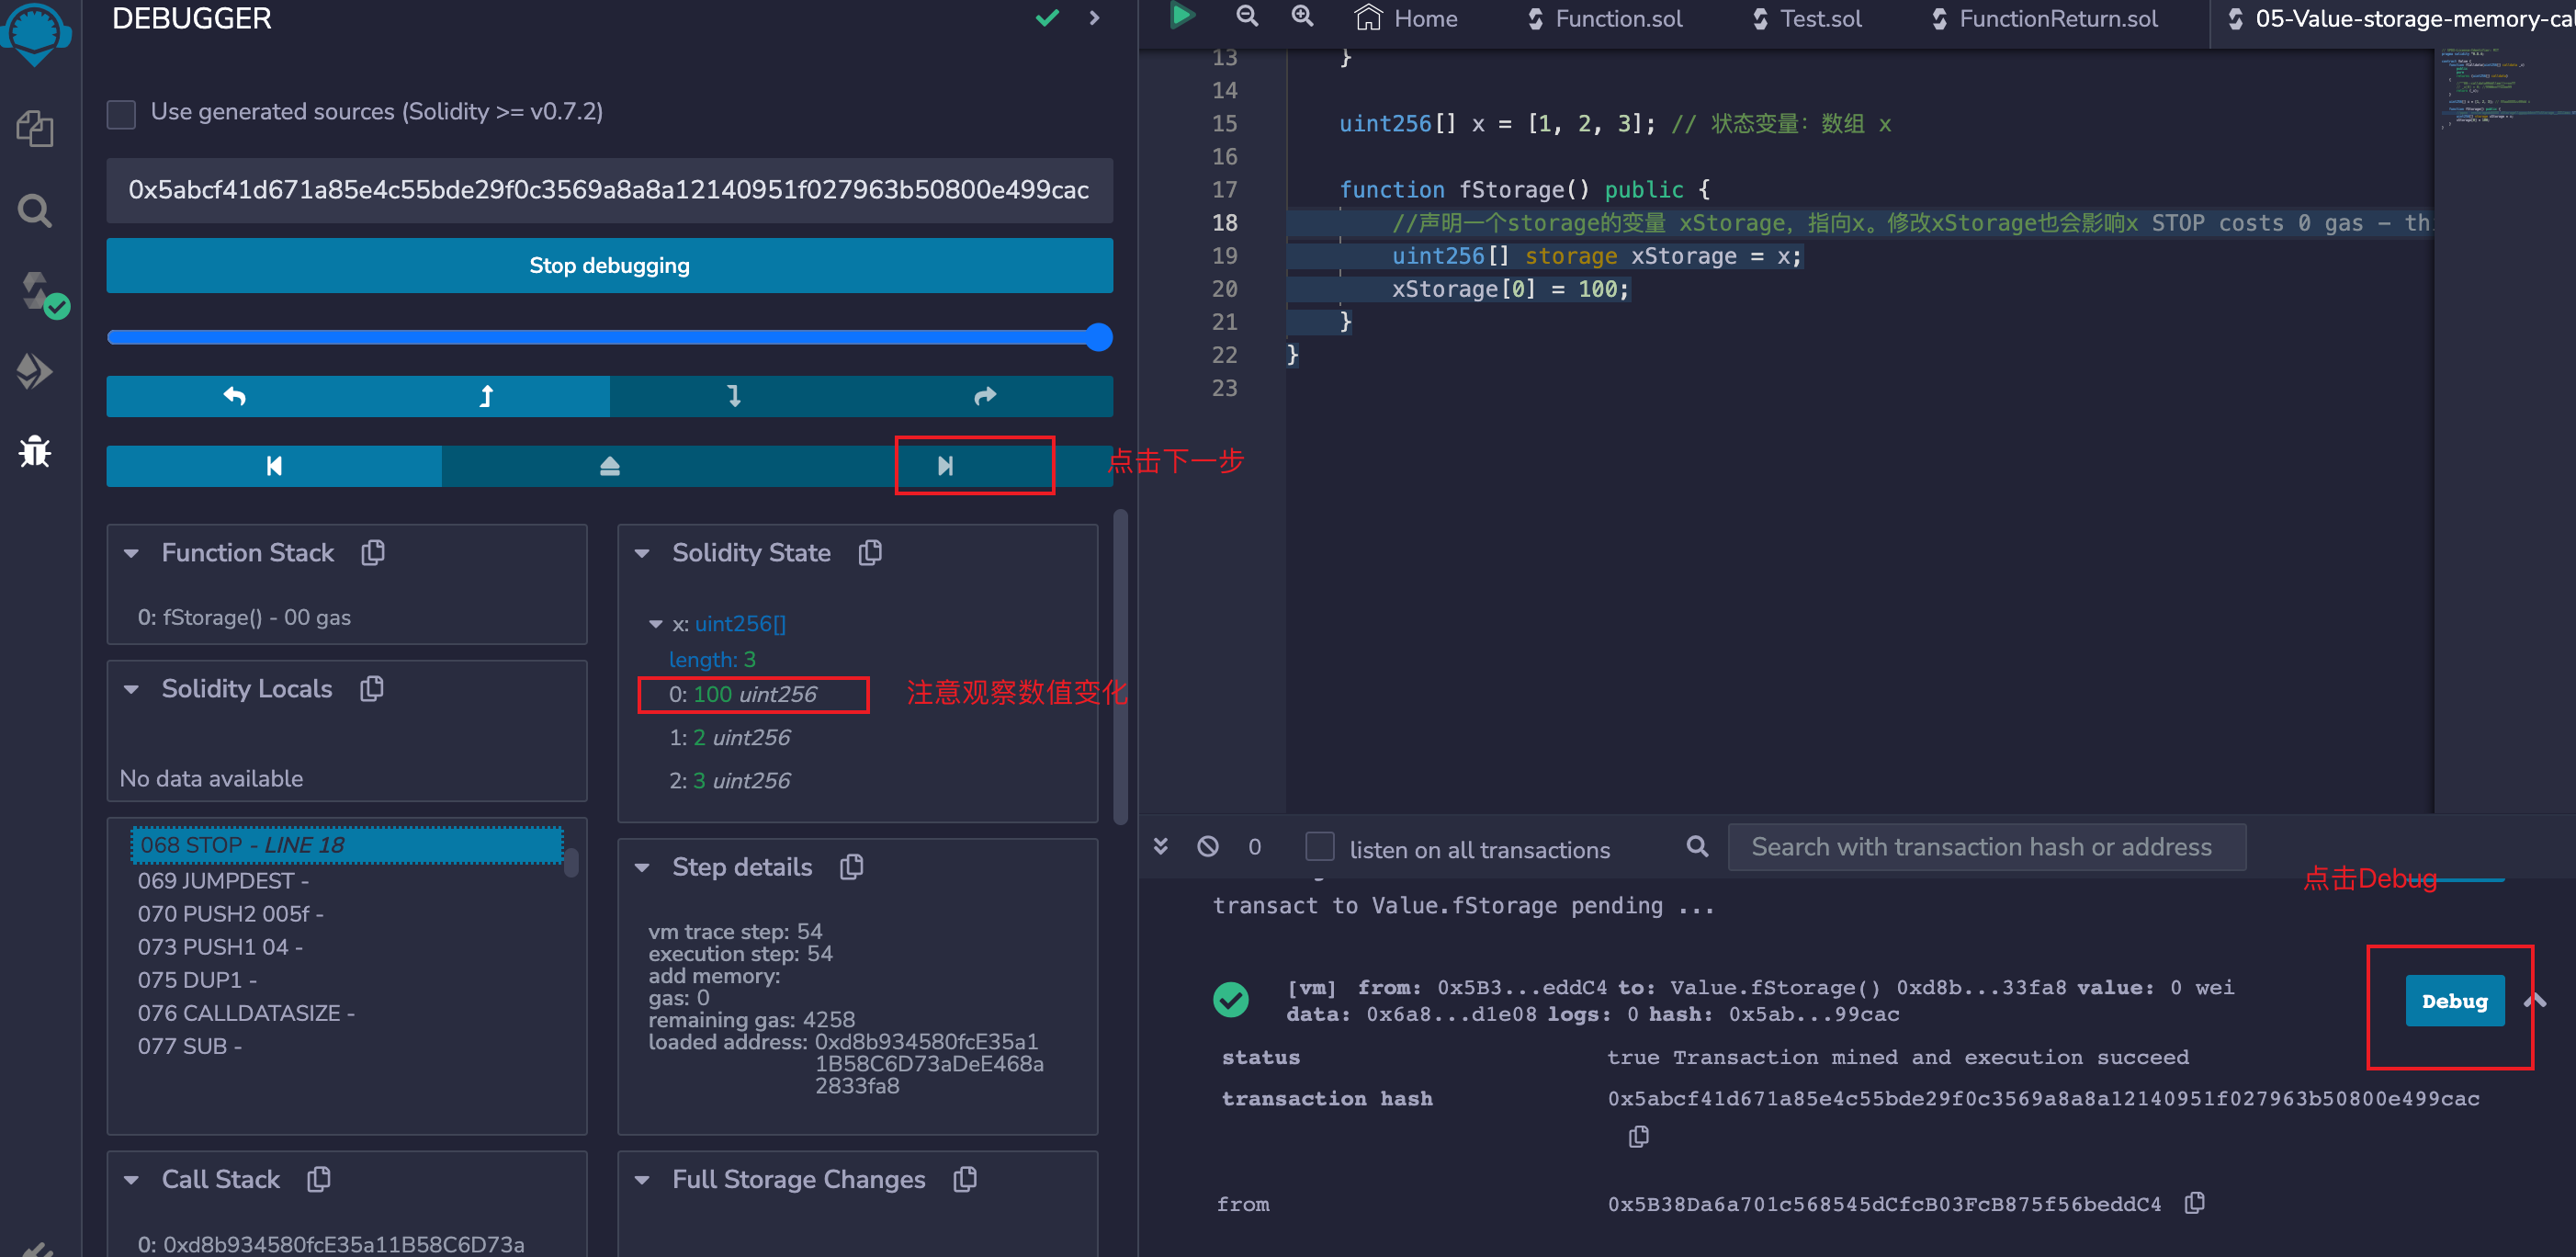 DEBUGGER
Use generated sources (Solidity >= v0.7.2)
0x5abcf41d671a85e4c55bde29f0c3569a8a8a12140951f027963b50800e499cac
Stop debugging
点击下一步
Function Stack
0: fStorage() - 00 gas
Solidity Locals
No data available
068 STOP - LINE 18
069 JUMPDEST -
070 PUSH2 005f -
073 PUSH1 04 -
075 DUP1 -
076 CALLDATASIZE -
077 SUB -
Call Stack
0: 0xd8b934580fcE35a11B58C6D73a
Solidity State
x: uint256[]
length: 3
0: 100 uint256
注意观察数值变化
1: 2 uint256
2: 3 uint256
Step details
vm trace step: 54
execution step: 54
add memory:
gas: 0
remaining gas: 4258
loaded address: 0xd8b934580fcE35a1
1B58C6D73aDeE468a
2833fa8
Full Storage Changes
Home
Function.sol
Test.sol
FunctionReturn.sol
05-Value-storage-memory-cal
13 }
14
15 uint256[] x = [1, 2, 3]; // 状态变量：数组 x
16
17 function fStorage() public {
18 //声明一个storage的变量 xStorage，指向x。修改xStorage也会影响x STOP costs 0 gas - th
19 uint256[] storage xStorage = x;
20 xStorage[0] = 100;
21 }
22 }
23
0
listen on all transactions
Search with transaction hash or address
点击Debug
transact to Value.fStorage pending ...
[vm] from: 0x5B3...eddC4 to: Value.fStorage() 0xd8b...33fa8 value: 0 wei
data: 0x6a8...d1e08 logs: 0 hash: 0x5ab...99cac
Debug
status true Transaction mined and execution succeed
transaction hash 0x5abcf41d671a85e4c55bde29f0c3569a8a8a12140951f027963b50800e499cac
from 0x5B38Da6a701c568545dCfcB03FcB875f56beddC4